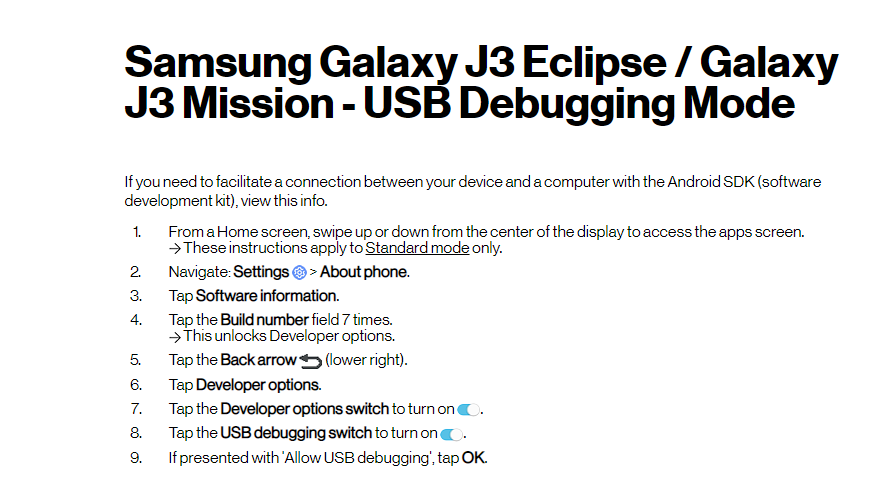 Samsung Galaxy J3 Eclipse / Galaxy
J3 Mission - USB Debugging Mode
If you need to facilitate a connection between your device and a computer with the Android SDK (software
development kit), view this info.
1. From a Home screen, swipe up or down from the center of the display to access the apps screen.
→ These instructions apply to Standard mode only.
2. Navigate: Settings > About phone.
3. Tap Software information.
4. Tap the Build number field 7 times.
→ This unlocks Developer options.
5. Tap the Back arrow (lower right).
6. Tap Developer options.
7. Tap the Developer options switch to turn on .
8. Tap the USB debugging switch to turn on .
9. If presented with 'Allow USB debugging', tap OK.